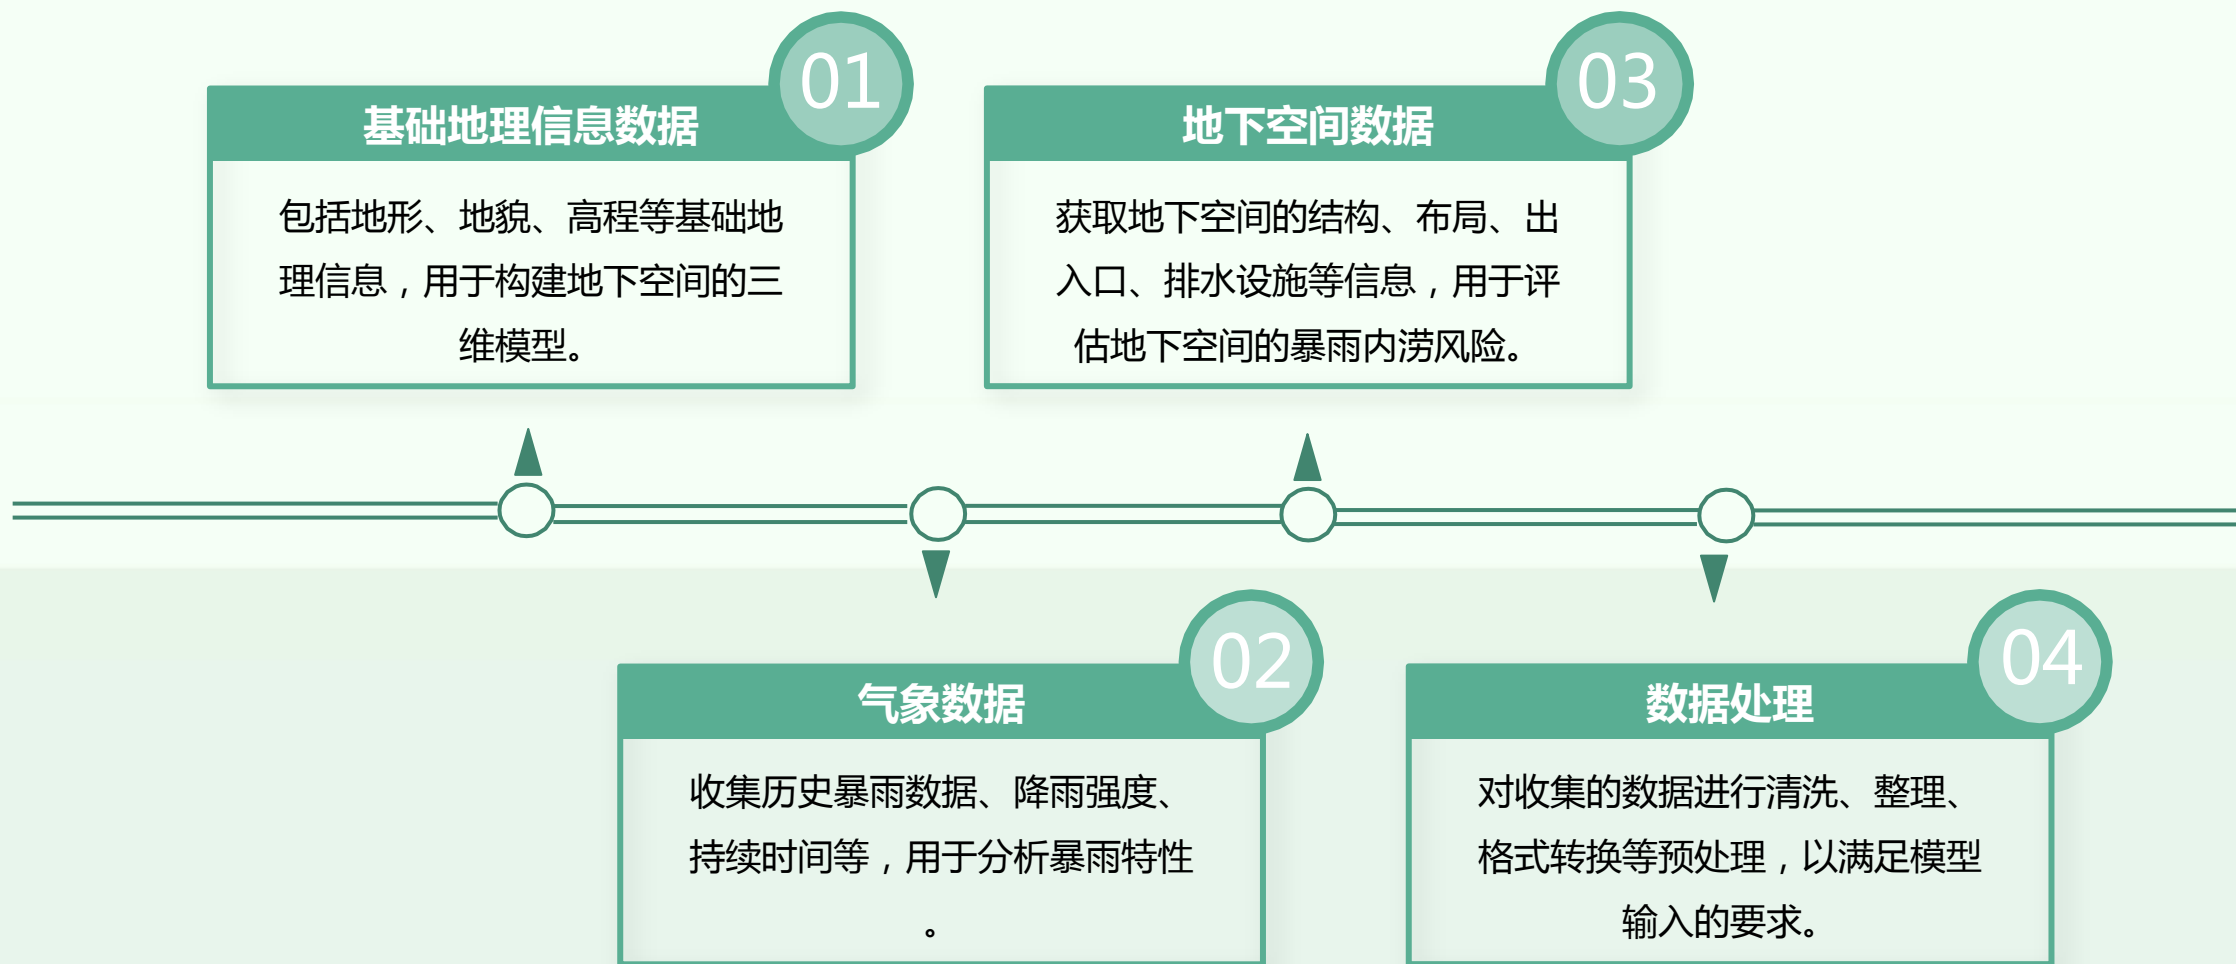 01
基础地理信息数据
包括地形、地貌、高程等基础地
理信息，用于构建地下空间的三
维模型。
03
地下空间数据
获取地下空间的结构、布局、出
入口、排水设施等信息，用于评
估地下空间的暴雨内涝风险。
02
气象数据
收集历史暴雨数据、降雨强度、
持续时间等，用于分析暴雨特性
。
04
数据处理
对收集的数据进行清洗、整理、
格式转换等预处理，以满足模型
输入的要求。